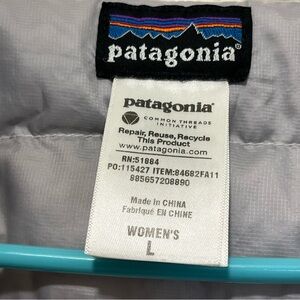 patagonia®
patagonia®
COMMON THREADS
INITIATIVE
Repair, Reuse, Recycle
This Product
www.patagonia.com
RN:51884
PO:115427 ITEM:84682FA11
885657208890
Made in CHINA
Fabriqué EN CHINE
WOMEN'S
L